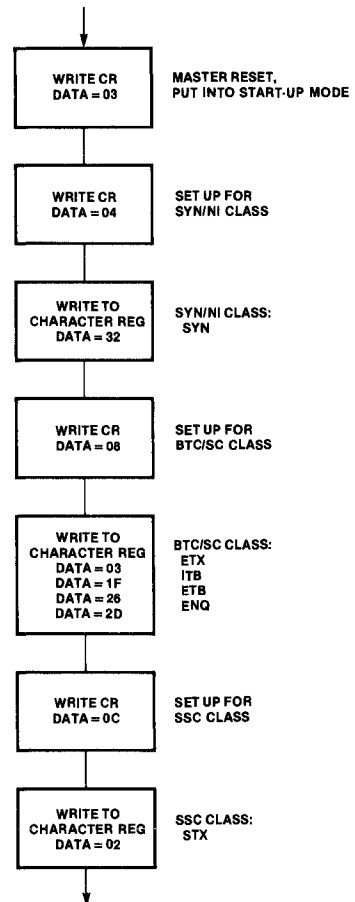 WRITE CR
DATA = 03
MASTER RESET,
PUT INTO START-UP MODE
WRITE CR
DATA = 04
SET UP FOR
SYN/NI CLASS
WRITE TO
CHARACTER REG
DATA = 32
SYN/NI CLASS:
SYN
WRITE CR
DATA = 08
SET UP FOR
BTC/SC CLASS
WRITE TO
CHARACTER REG
DATA = 03
DATA = 1F
DATA = 26
DATA = 2D
BTC/SC CLASS:
ETX
ITB
ETB
ENQ
WRITE CR
DATA = 0C
SET UP FOR
SSC CLASS
WRITE TO
CHARACTER REG
DATA = 02
SSC CLASS:
STX